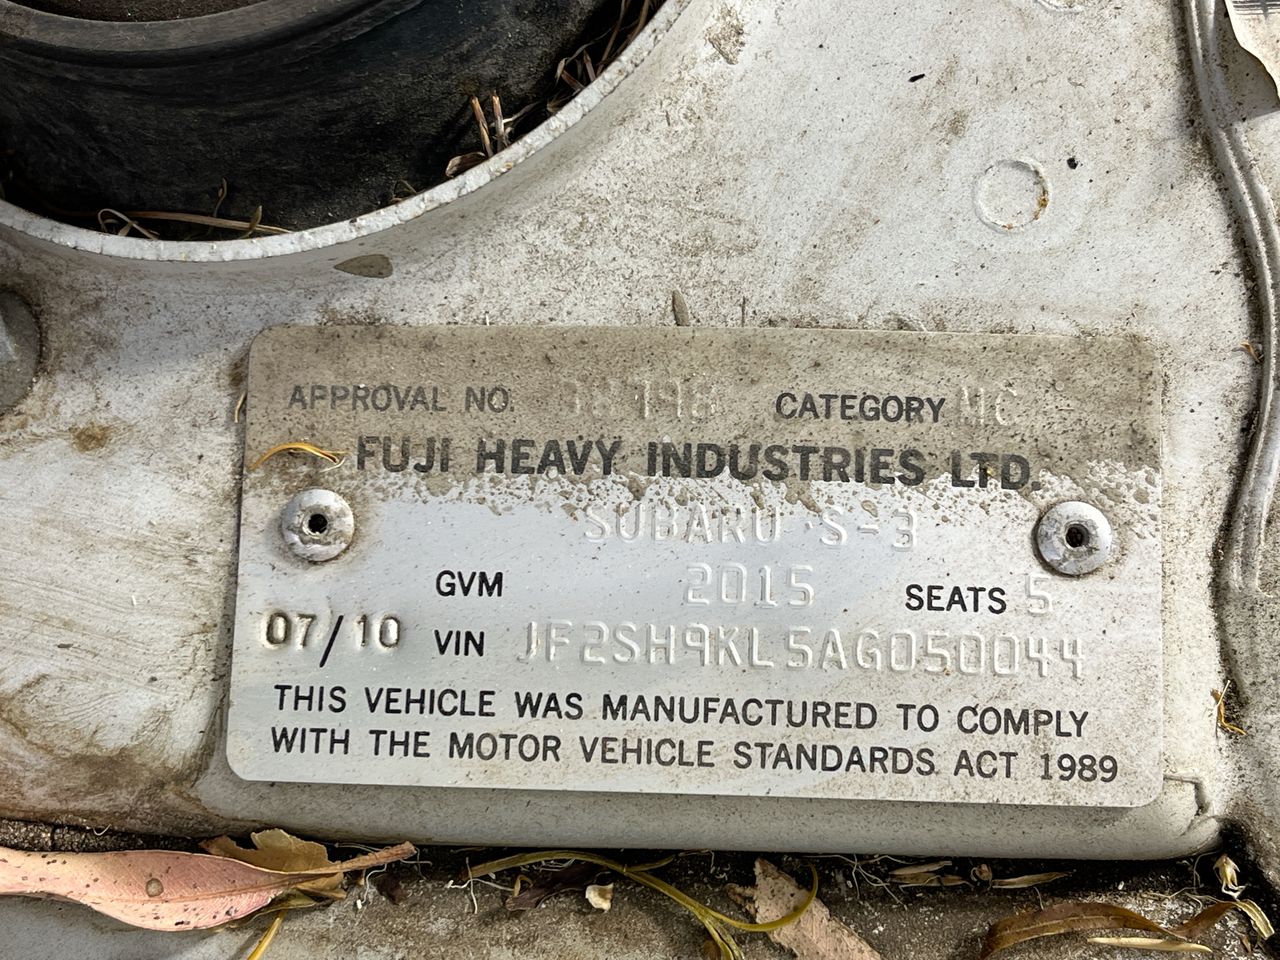 APPROVAL NO. CATEGORY MC
FUJI HEAVY INDUSTRIES LTD.
SUBARU S-3
GVM 2015 SEATS 5
07/10 VIN JF2SH9KL5AG050044
THIS VEHICLE WAS MANUFACTURED TO COMPLY
WITH THE MOTOR VEHICLE STANDARDS ACT 1989